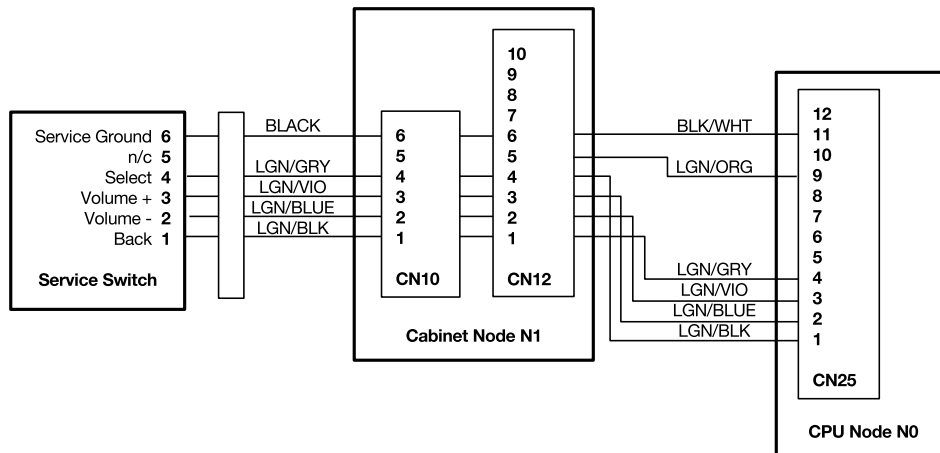 Service Ground 6
n/c 5
Select 4
Volume + 3
Volume - 2
Back 1
Service Switch
BLACK
LGN/GRY
LGN/VIO
LGN/BLUE
LGN/BLK
6
5
4
3
2
1
CN10
10
9
8
7
6
5
4
3
2
1
CN12
Cabinet Node N1
BLK/WHT
LGN/ORG
LGN/GRY
LGN/VIO
LGN/BLUE
LGN/BLK
12
11
10
9
8
7
6
5
4
3
2
1
CN25
CPU Node N0